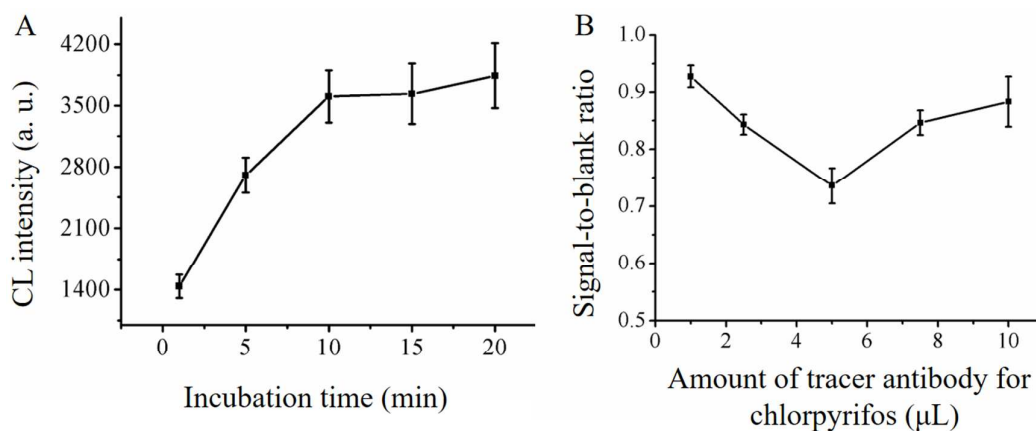 A
CL intensity (a. u.)
4200
3500
2800
2100
1400
0 5 10 15 20
Incubation time (min)
B
Signal-to-blank ratio
1.0
0.9
0.8
0.7
0.6
0.5
0 2 4 6 8 10
Amount of tracer antibody for
chlorpyrifos (μL)